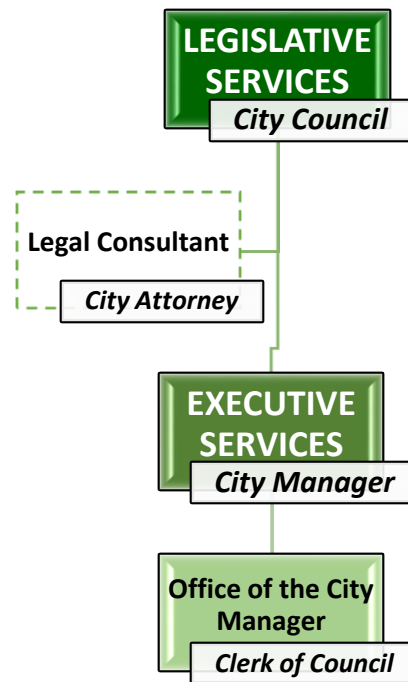 LEGISLATIVE
SERVICES
City Council
Legal Consultant
City Attorney
EXECUTIVE
SERVICES
City Manager
Office of the City
Manager
Clerk of Council